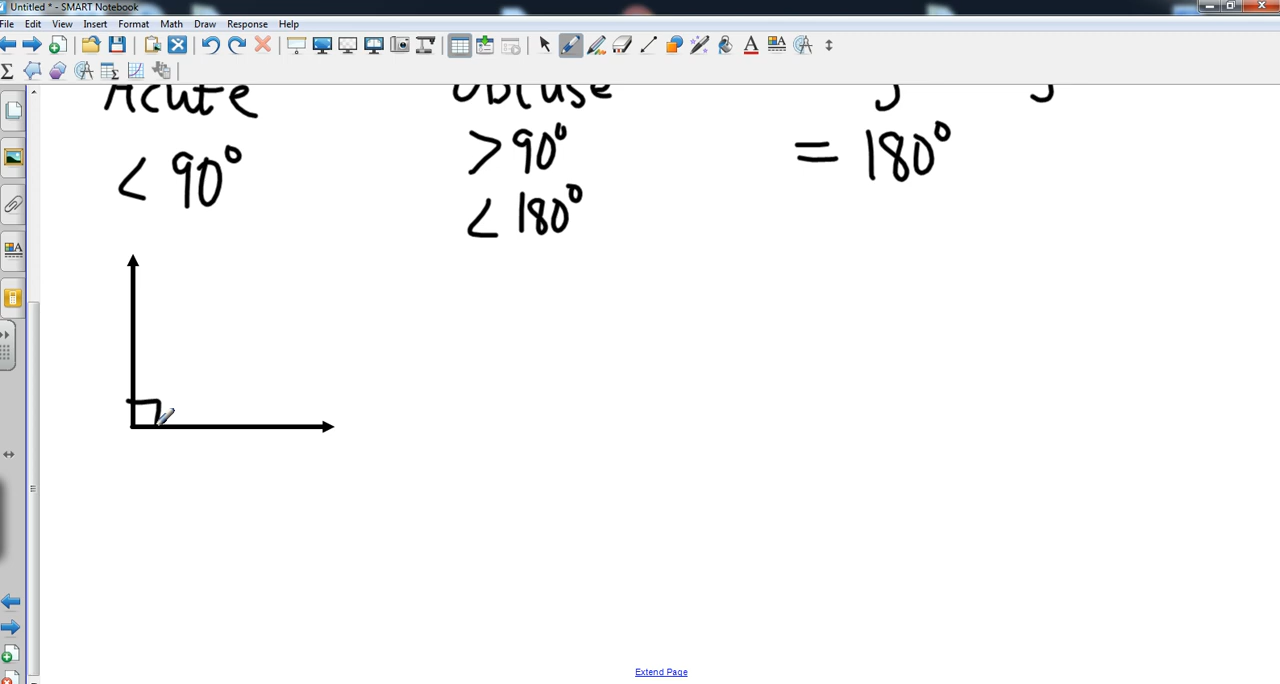 Untitled * - SMART Notebook
File Edit View Insert Format Math Draw Response Help
Acute
Obtuse
< 90°
> 90°
< 180°
= 180°
Extend Page